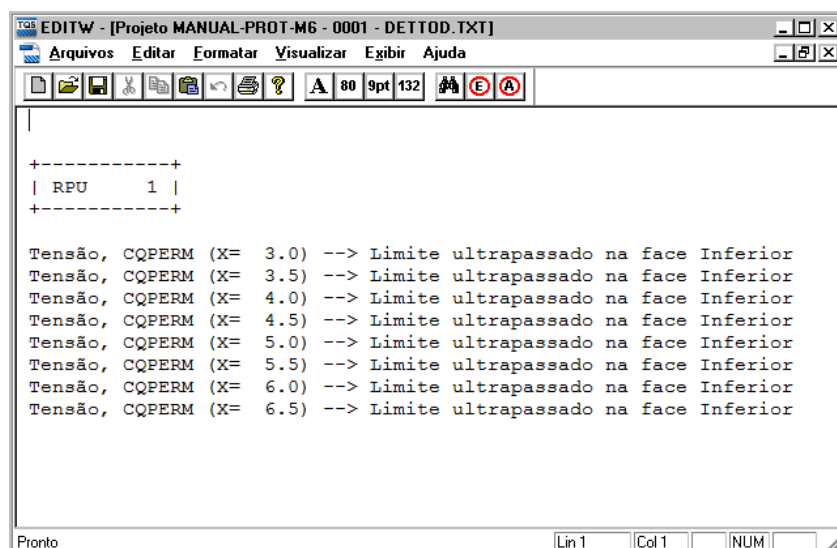 TQS EDITW - [Projeto MANUAL-PROT-M6 - 0001 - DETTOD.TXT]
Arquivos Editar Formatar Visualizar Exibir Ajuda
A 80 9pt 132 E A
+-----------+
| RPU     1 |
+-----------+
Tensão, CQPERM (X=  3.0) --> Limite ultrapassado na face Inferior
Tensão, CQPERM (X=  3.5) --> Limite ultrapassado na face Inferior
Tensão, CQPERM (X=  4.0) --> Limite ultrapassado na face Inferior
Tensão, CQPERM (X=  4.5) --> Limite ultrapassado na face Inferior
Tensão, CQPERM (X=  5.0) --> Limite ultrapassado na face Inferior
Tensão, CQPERM (X=  5.5) --> Limite ultrapassado na face Inferior
Tensão, CQPERM (X=  6.0) --> Limite ultrapassado na face Inferior
Tensão, CQPERM (X=  6.5) --> Limite ultrapassado na face Inferior
Pronto Lin 1 Col 1 NUM